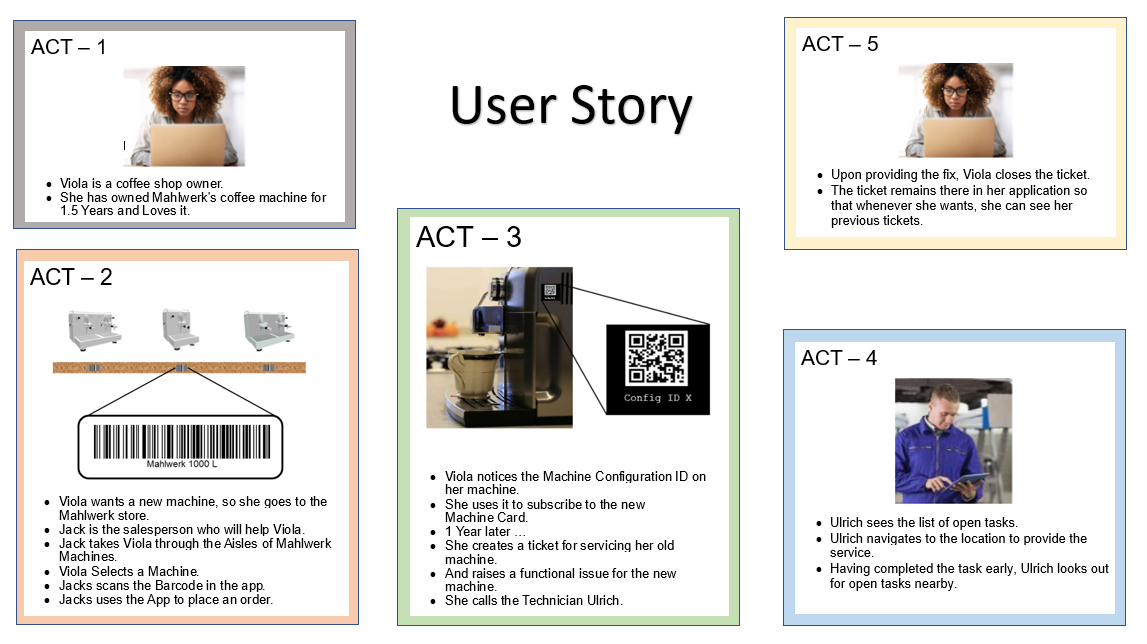 User Story
ACT – 1
I
• Viola is a coffee shop owner.
• She has owned Mahlwerk's coffee machine for
1.5 Years and Loves it.
ACT – 2
Mahlwerk 1000 L
• Viola wants a new machine, so she goes to the
Mahlwerk store.
• Jack is the salesperson who will help Viola.
• Jack takes Viola through the Aisles of Mahlwerk
Machines.
• Viola Selects a Machine.
• Jacks scans the Barcode in the app.
• Jacks uses the App to place an order.
ACT – 3
Config ID X
• Viola notices the Machine Configuration ID on
her machine.
• She uses it to subscribe to the new
Machine Card.
• 1 Year later …
• She creates a ticket for servicing her old
machine.
• And raises a functional issue for the new
machine.
• She calls the Technician Ulrich.
ACT – 4
• Ulrich sees the list of open tasks.
• Ulrich navigates to the location to provide the
service.
• Having completed the task early, Ulrich looks out
for open tasks nearby.
ACT – 5
• Upon providing the fix, Viola closes the ticket.
• The ticket remains there in her application so
that whenever she wants, she can see her
previous tickets.